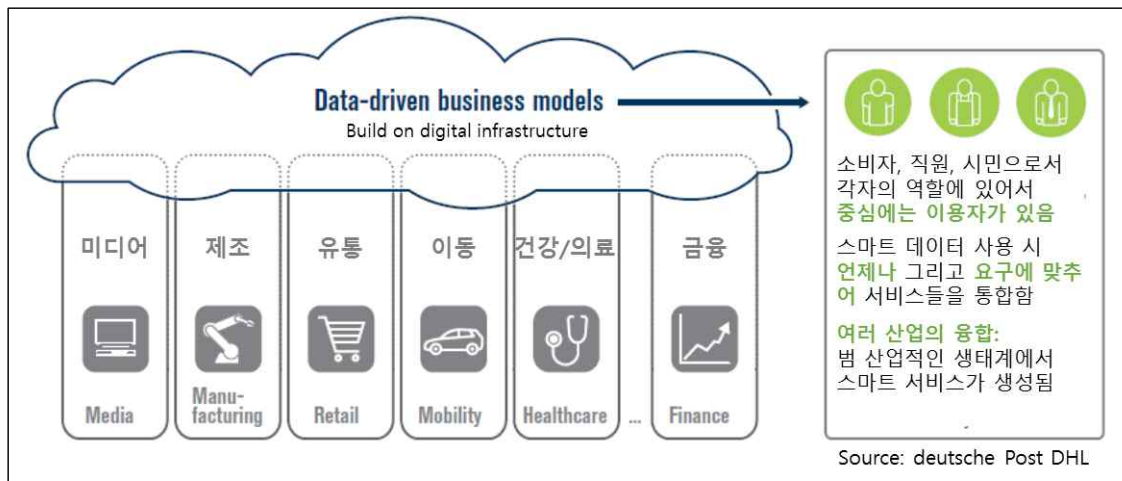 Data-driven business models
Build on digital infrastructure
미디어
제조
유통
이동
건강/의료
금융
Media
Manu-
facturing
Retail
Mobility
Healthcare
...
Finance
소비자, 직원, 시민으로서
각자의 역할에 있어서
중심에는 이용자가 있음
스마트 데이터 사용 시
언제나 그리고 요구에 맞추
어 서비스들을 통합함
여러 산업의 융합:
범 산업적인 생태계에서
스마트 서비스가 생성됨
Source: deutsche Post DHL